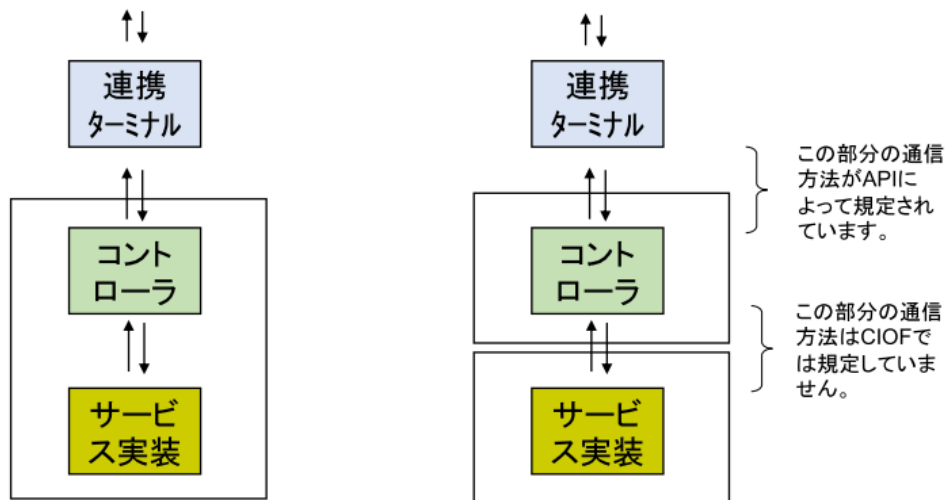 連携
ターミナル
コント
ローラ
サービ
ス実装
連携
ターミナル
コント
ローラ
サービ
ス実装
この部分の通信
方法がAPIに
よって規定され
ています。
この部分の通信
方法はCIOFで
は規定していま
せん。